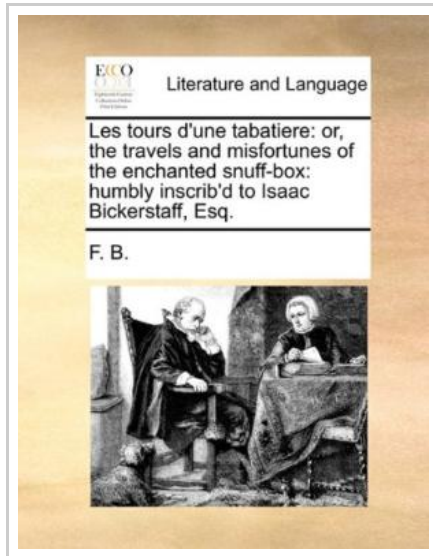 ECCO
Literature and Language
Les tours d'une tabatiere: or,
the travels and misfortunes of
the enchanted snuff-box:
humbly inscrib'd to Isaac
Bickerstaff, Esq.
F. B.